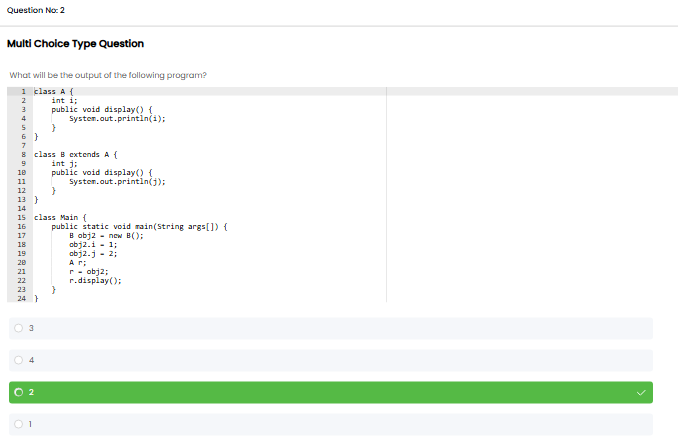 Question No: 2
Multi Choice Type Question
What will be the output of the following program?
1 class A {
2     int i;
3     public void display() {
4         System.out.println(i);
5     }
6 }
7
8 class B extends A {
9     int j;
10     public void display() {
11         System.out.println(j);
12     }
13 }
14
15 class Main {
16     public static void main(String args[]) {
17         B obj2 = new B();
18         obj2.i = 1;
19         obj2.j = 2;
20         A r;
21         r = obj2;
22         r.display();
23     }
24 }
3
4
2
1